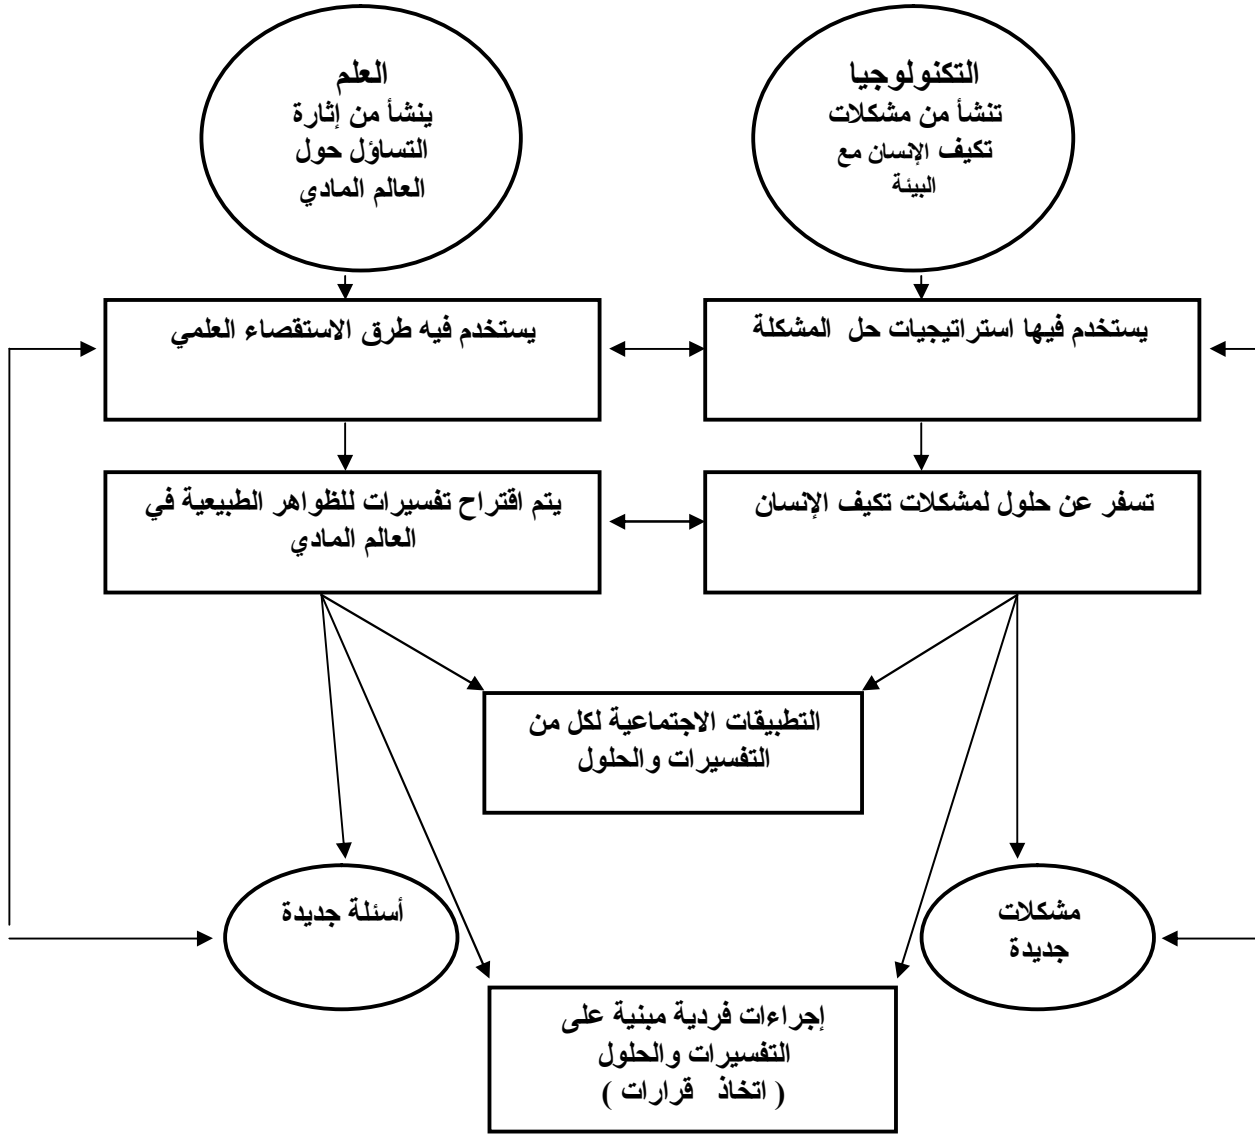 التكنولوجيا
تنشأ من مشكلات
تكيف الإنسان مع
البيئة
العلم
ينشأ من إثارة
التساؤل حول
العالم المادي
يستخدم فيها استراتيجيات حل المشكلة
يستخدم فيه طرق الاستقصاء العلمي
تسفر عن حلول لمشكلات تكيف الإنسان
يتم اقتراح تفسيرات للظواهر الطبيعية في
العالم المادي
التطبيقات الاجتماعية لكل من
التفسيرات والحلول
مشكلات
جديدة
أسئلة جديدة
إجراءات فردية مبنية على
التفسيرات والحلول
( اتخاذ قرارات )